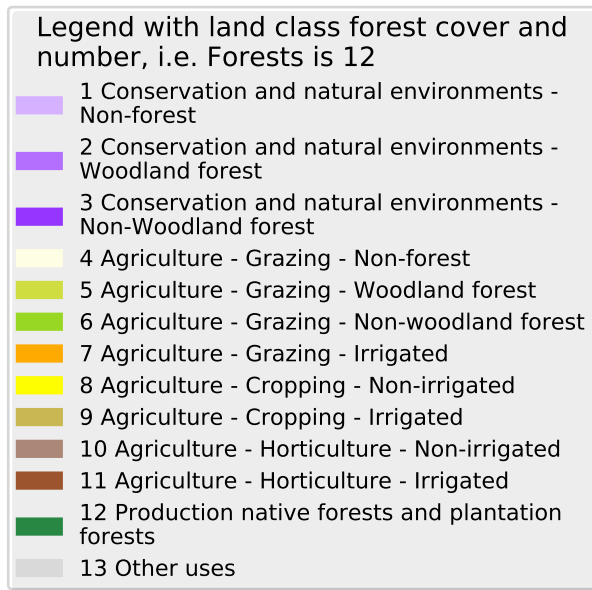 Legend with land class forest cover and
number, i.e. Forests is 12
1 Conservation and natural environments -
Non-forest
2 Conservation and natural environments -
Woodland forest
3 Conservation and natural environments -
Non-Woodland forest
4 Agriculture - Grazing - Non-forest
5 Agriculture - Grazing - Woodland forest
6 Agriculture - Grazing - Non-woodland forest
7 Agriculture - Grazing - Irrigated
8 Agriculture - Cropping - Non-irrigated
9 Agriculture - Cropping - Irrigated
10 Agriculture - Horticulture - Non-irrigated
11 Agriculture - Horticulture - Irrigated
12 Production native forests and plantation
forests
13 Other uses